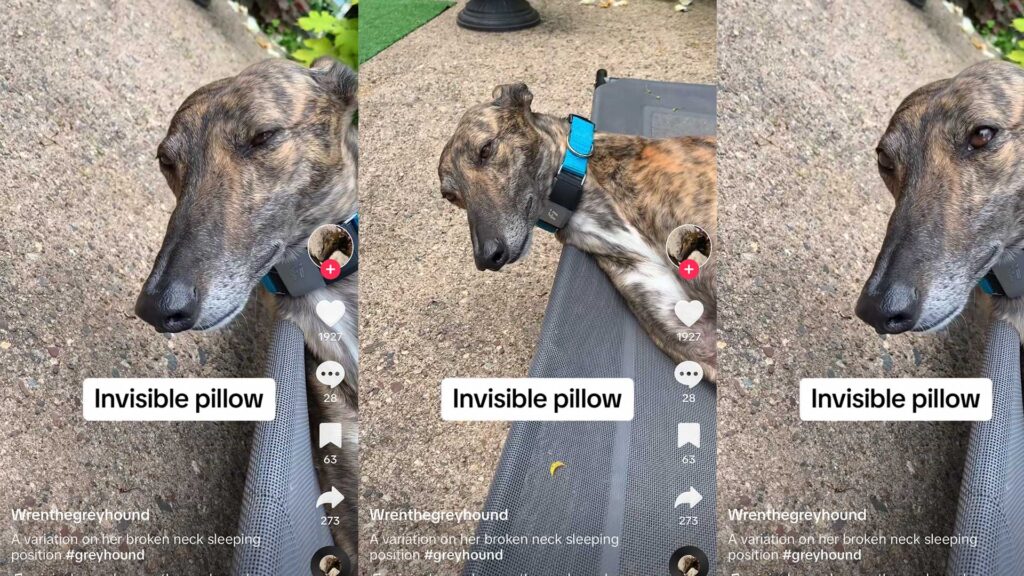 Invisible pillow
1927
28
63
273
Wrenthegreyhound
A variation on her broken neck sleeping
position #greyhound
Invisible pillow
1927
28
63
273
Wrenthegreyhound
A variation on her broken neck sleeping
position #greyhound
Invisible pillow
Wrenthegreyhound
A variation on her broken neck sleeping
position #greyhound